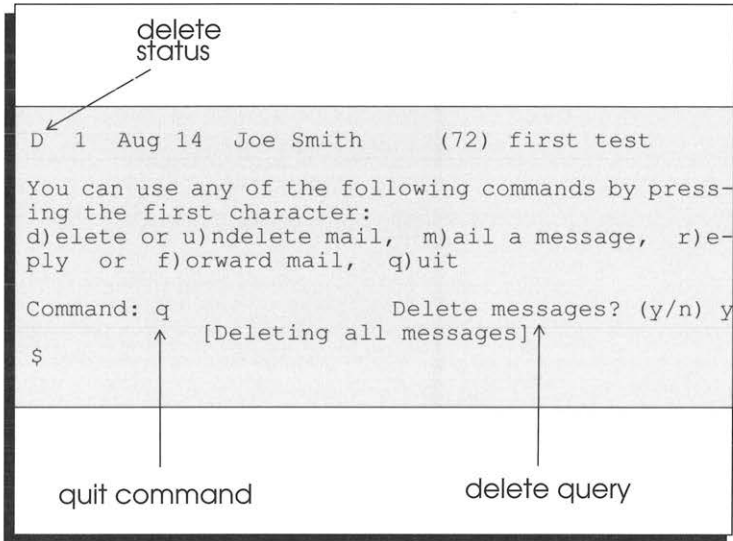 delete
status
D 1 Aug 14 Joe Smith (72) first test
You can use any of the following commands by press-
ing the first character:
d)elete or u)ndelete mail, m)ail a message, r)e-
ply or f)orward mail, q)uit
Command: q Delete messages? (y/n) y
[Deleting all messages]
$
quit command
delete query